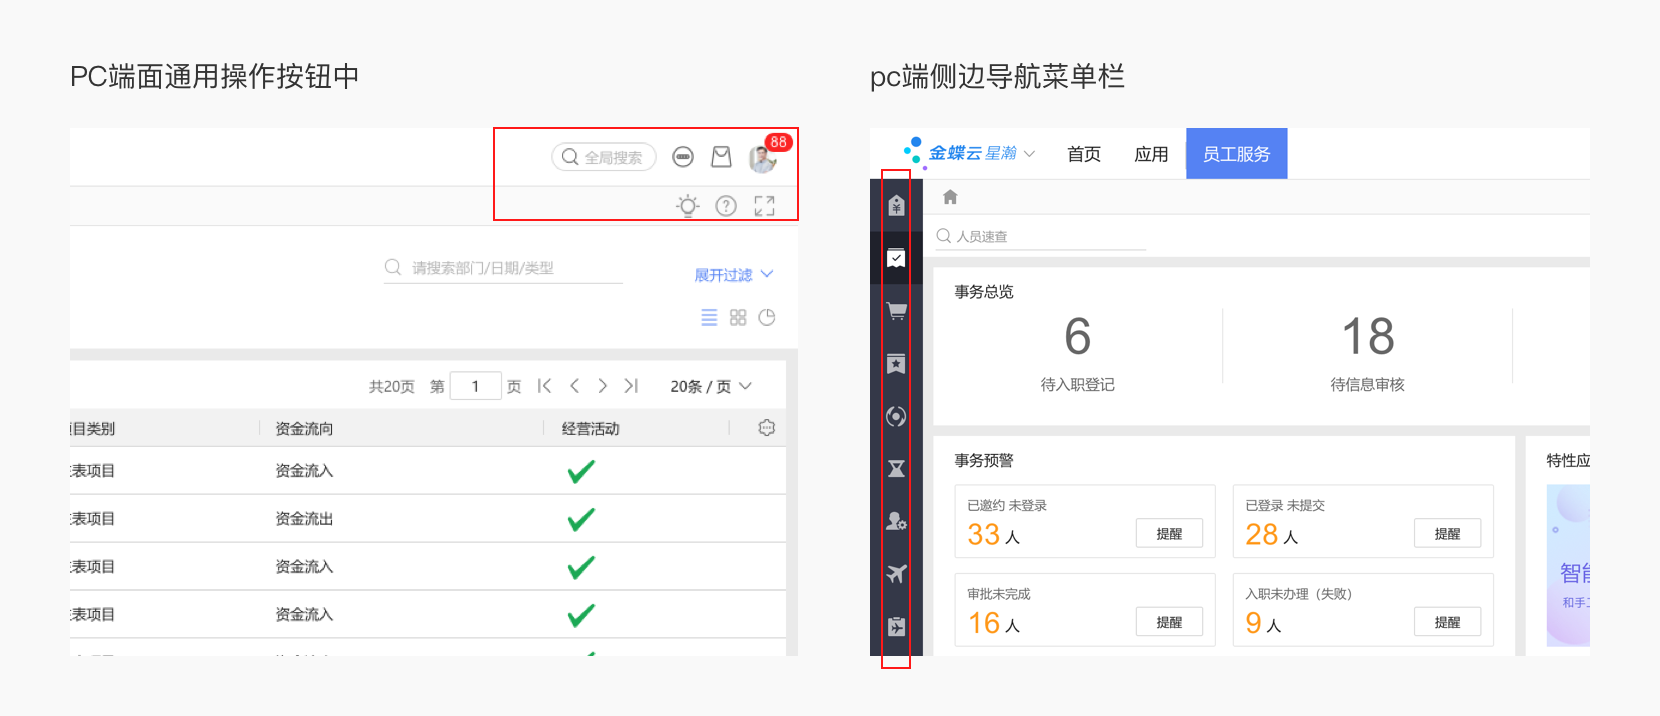 PC端面通用操作按钮中
全局搜索
88
请搜索部门/日期/类型
展开过滤
共20页 第 1 页 20条 / 页
目类别 资金流向 经营活动
表项目 资金流入
表项目 资金流出
表项目 资金流入
表项目 资金流入
pc端侧边导航菜单栏
金蝶云 星瀚 首页 应用 员工服务
人员速查
事务总览
6 18
待入职登记 待信息审核
事务预警 特性应
已邀约 未登录
33 人 提醒
已登录 未提交
28 人 提醒
审批未完成
16 人 提醒
入职未办理（失败）
9 人 提醒
智能
和手工